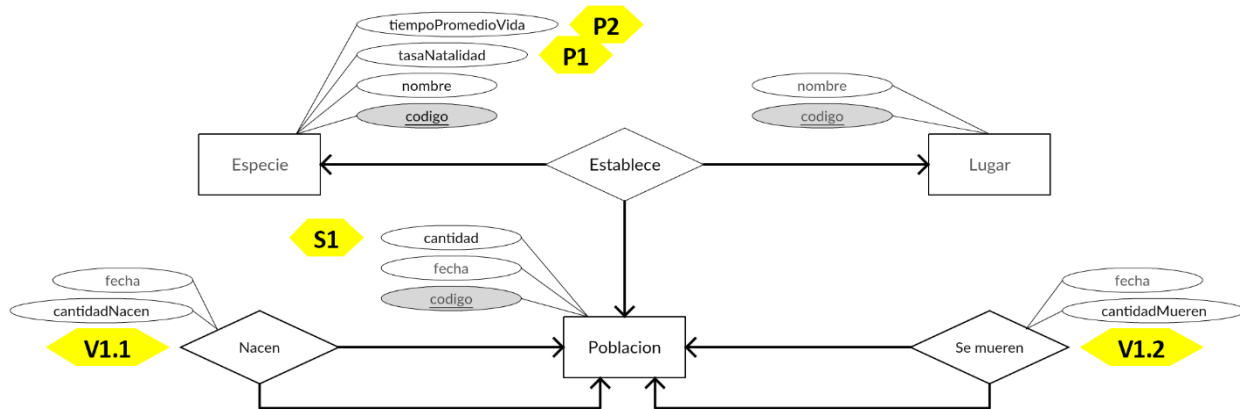 tiempoPromedioVida
P2
tasaNatalidad
P1
nombre
codigo
nombre
codigo
Especie
Establece
Lugar
S1
cantidad
fecha
codigo
fecha
cantidadNacen
fecha
cantidadMueren
V1.1
Nacen
Poblacion
Se mueren
V1.2